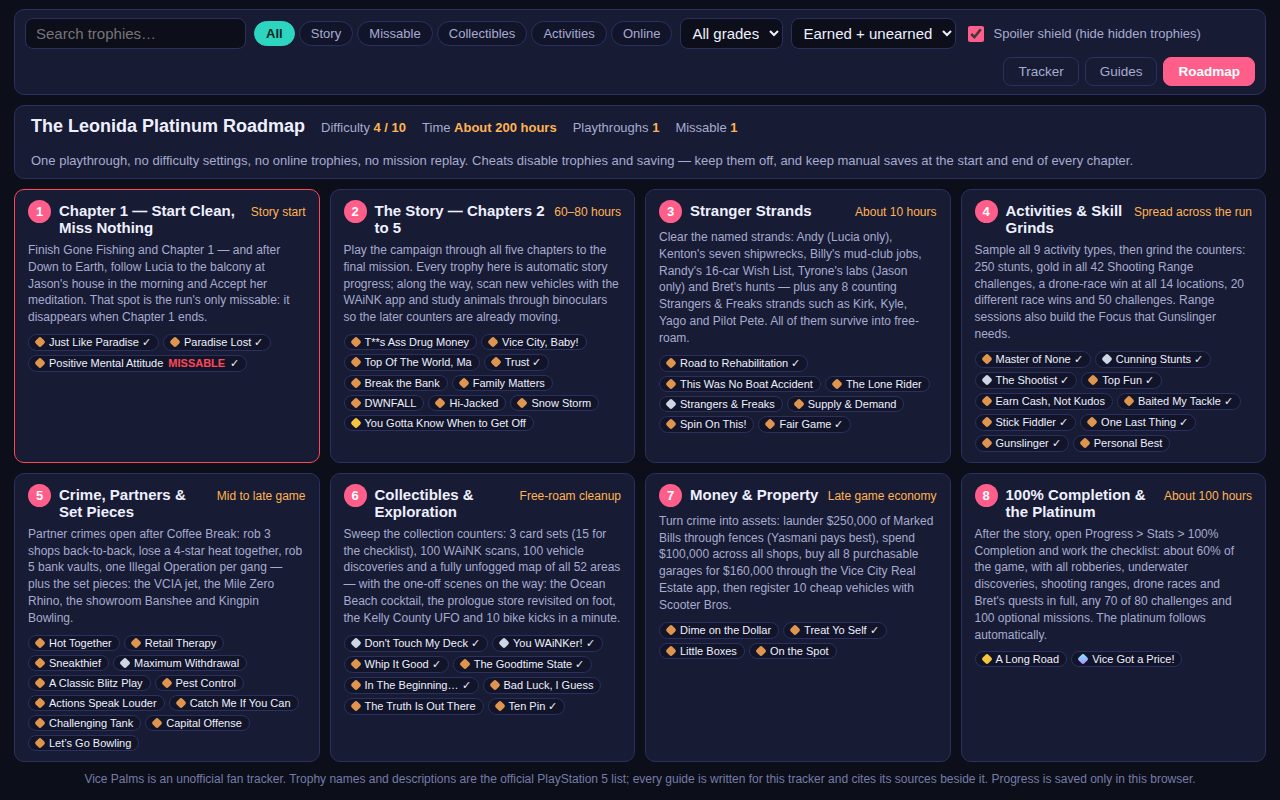 Search trophies…
All Story Missable Collectibles Activities Online All grades Earned + unearned Spoiler shield (hide hidden trophies)
Tracker Guides Roadmap
The Leonida Platinum Roadmap Difficulty 4 / 10 Time About 200 hours Playthroughs 1 Missable 1
One playthrough, no difficulty settings, no online trophies, no mission replay. Cheats disable trophies and saving — keep them off, and keep manual saves at the start and end of every chapter.
1 Chapter 1 — Start Clean, Miss Nothing Story start
Finish Gone Fishing and Chapter 1 — and after
Down to Earth, follow Lucia to the balcony at
Jason's house in the morning and Accept her
meditation. That spot is the run's only missable: it
disappears when Chapter 1 ends.
Just Like Paradise ✓ Paradise Lost ✓
Positive Mental Attitude MISSABLE ✓
2 The Story — Chapters 2 to 5 60–80 hours
Play the campaign through all five chapters to the
final mission. Every trophy here is automatic story
progress; along the way, scan new vehicles with the
WAiNK app and study animals through binoculars
so the later counters are already moving.
T**s Ass Drug Money Vice City, Baby!
Top Of The World, Ma Trust ✓
Break the Bank Family Matters
DWNFALL Hi-Jacked Snow Storm
You Gotta Know When to Get Off
3 Stranger Strands About 10 hours
Clear the named strands: Andy (Lucia only),
Kenton's seven shipwrecks, Billy's mud-club jobs,
Randy's 16-car Wish List, Tyrone's labs (Jason
only) and Bret's hunts — plus any 8 counting
Strangers & Freaks strands such as Kirk, Kyle,
Yago and Pilot Pete. All of them survive into free-
roam.
Road to Rehabilitation ✓
This Was No Boat Accident The Lone Rider
Strangers & Freaks Supply & Demand
Spin On This! Fair Game ✓
4 Activities & Skill Grinds Spread across the run
Sample all 9 activity types, then grind the counters:
250 stunts, gold in all 42 Shooting Range
challenges, a drone-race win at all 14 locations, 20
different race wins and 50 challenges. Range
sessions also build the Focus that Gunslinger
needs.
Master of None ✓ Cunning Stunts ✓
The Shootist ✓ Top Fun ✓
Earn Cash, Not Kudos Baited My Tackle ✓
Stick Fiddler ✓ One Last Thing ✓
Gunslinger ✓ Personal Best
5 Crime, Partners & Set Pieces Mid to late game
Partner crimes open after Coffee Break: rob 3
shops back-to-back, lose a 4-star heat together, rob
5 bank vaults, one Illegal Operation per gang —
plus the set pieces: the VCIA jet, the Mile Zero
Rhino, the showroom Banshee and Kingpin
Bowling.
Hot Together Retail Therapy
Sneakthief Maximum Withdrawal
A Classic Blitz Play Pest Control
Actions Speak Louder Catch Me If You Can
Challenging Tank Capital Offense
Let's Go Bowling
6 Collectibles & Exploration Free-roam cleanup
Sweep the collection counters: 3 card sets (15 for
the checklist), 100 WAiNK scans, 100 vehicle
discoveries and a fully unfogged map of all 52 areas
— with the one-off scenes on the way: the Ocean
Beach cocktail, the prologue store revisited on foot,
the Kelly County UFO and 10 bike kicks in a minute.
Don't Touch My Deck ✓ You WAiNKer! ✓
Whip It Good ✓ The Goodtime State ✓
In The Beginning… ✓ Bad Luck, I Guess
The Truth Is Out There Ten Pin ✓
7 Money & Property Late game economy
Turn crime into assets: launder $250,000 of Marked
Bills through fences (Yasmani pays best), spend
$100,000 across all shops, buy all 8 purchasable
garages for $160,000 through the Vice City Real
Estate app, then register 10 cheap vehicles with
Scooter Bros.
Dime on the Dollar Treat Yo Self ✓
Little Boxes On the Spot
8 100% Completion & the Platinum About 100 hours
After the story, open Progress > Stats > 100%
Completion and work the checklist: about 60% of
the game, with all robberies, underwater
discoveries, shooting ranges, drone races and
Bret's quests in full, any 70 of 80 challenges and
100 optional missions. The platinum follows
automatically.
A Long Road Vice Got a Price!
Vice Palms is an unofficial fan tracker. Trophy names and descriptions are the official PlayStation 5 list; every guide is written for this tracker and cites its sources beside it. Progress is saved only in this browser.